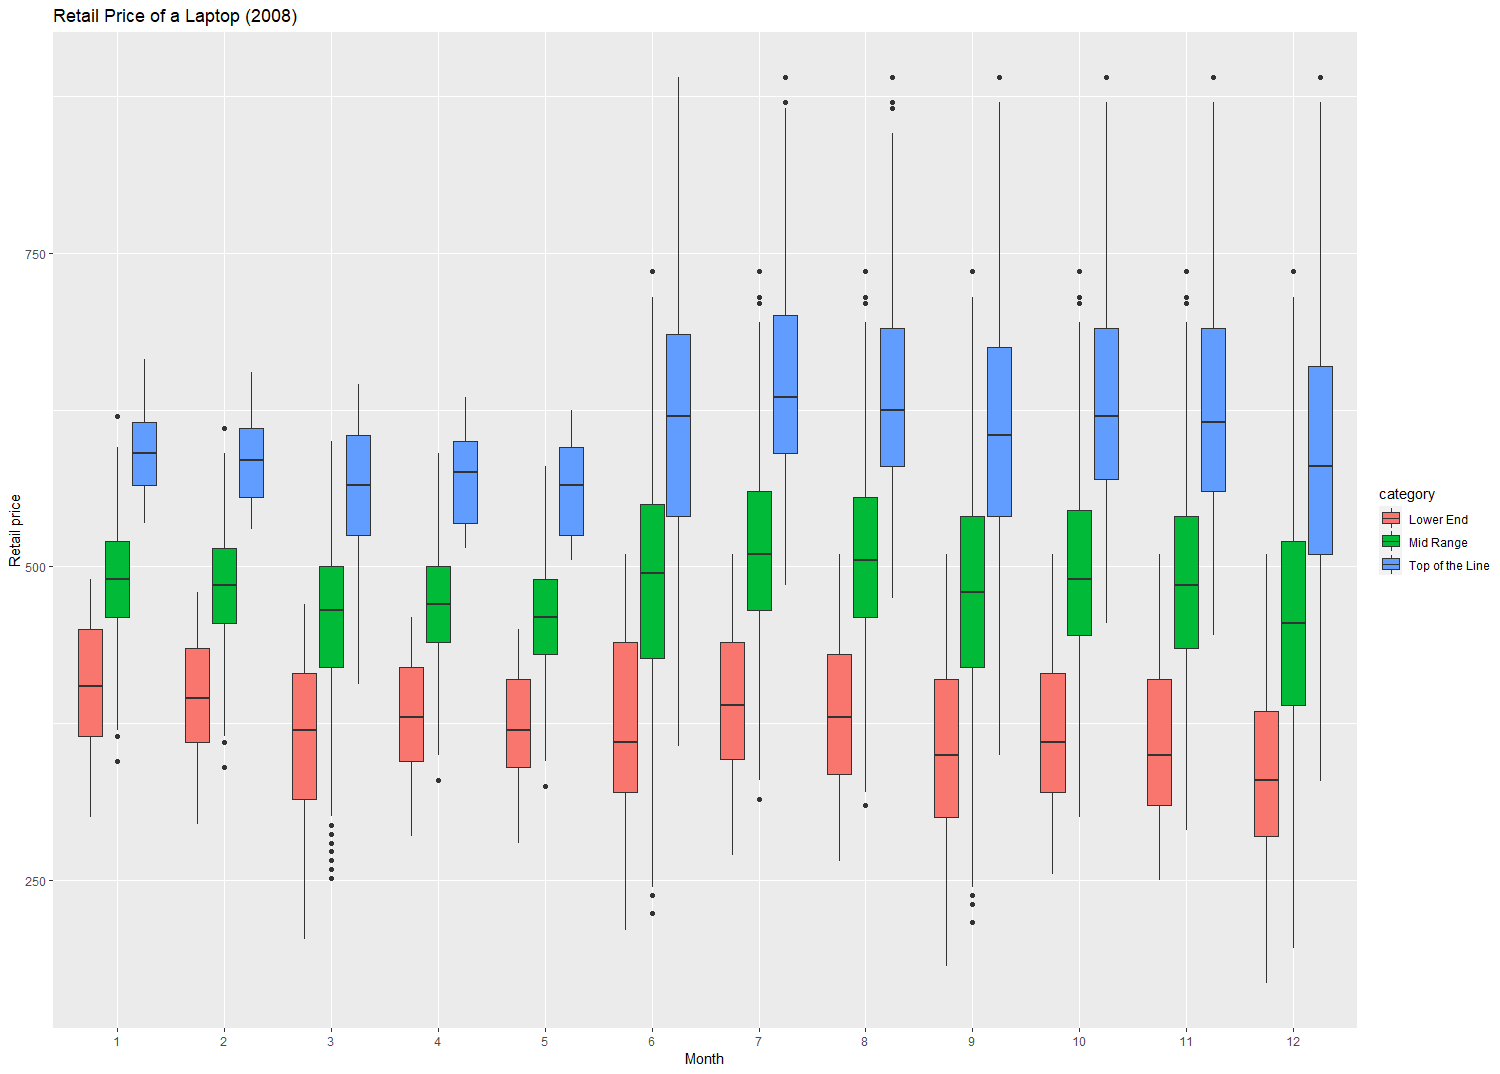 Retail Price of a Laptop (2008)
Retail price
750
500
250
1 2 3 4 5 6 7 8 9 10 11 12
Month
category
Lower End
Mid Range
Top of the Line